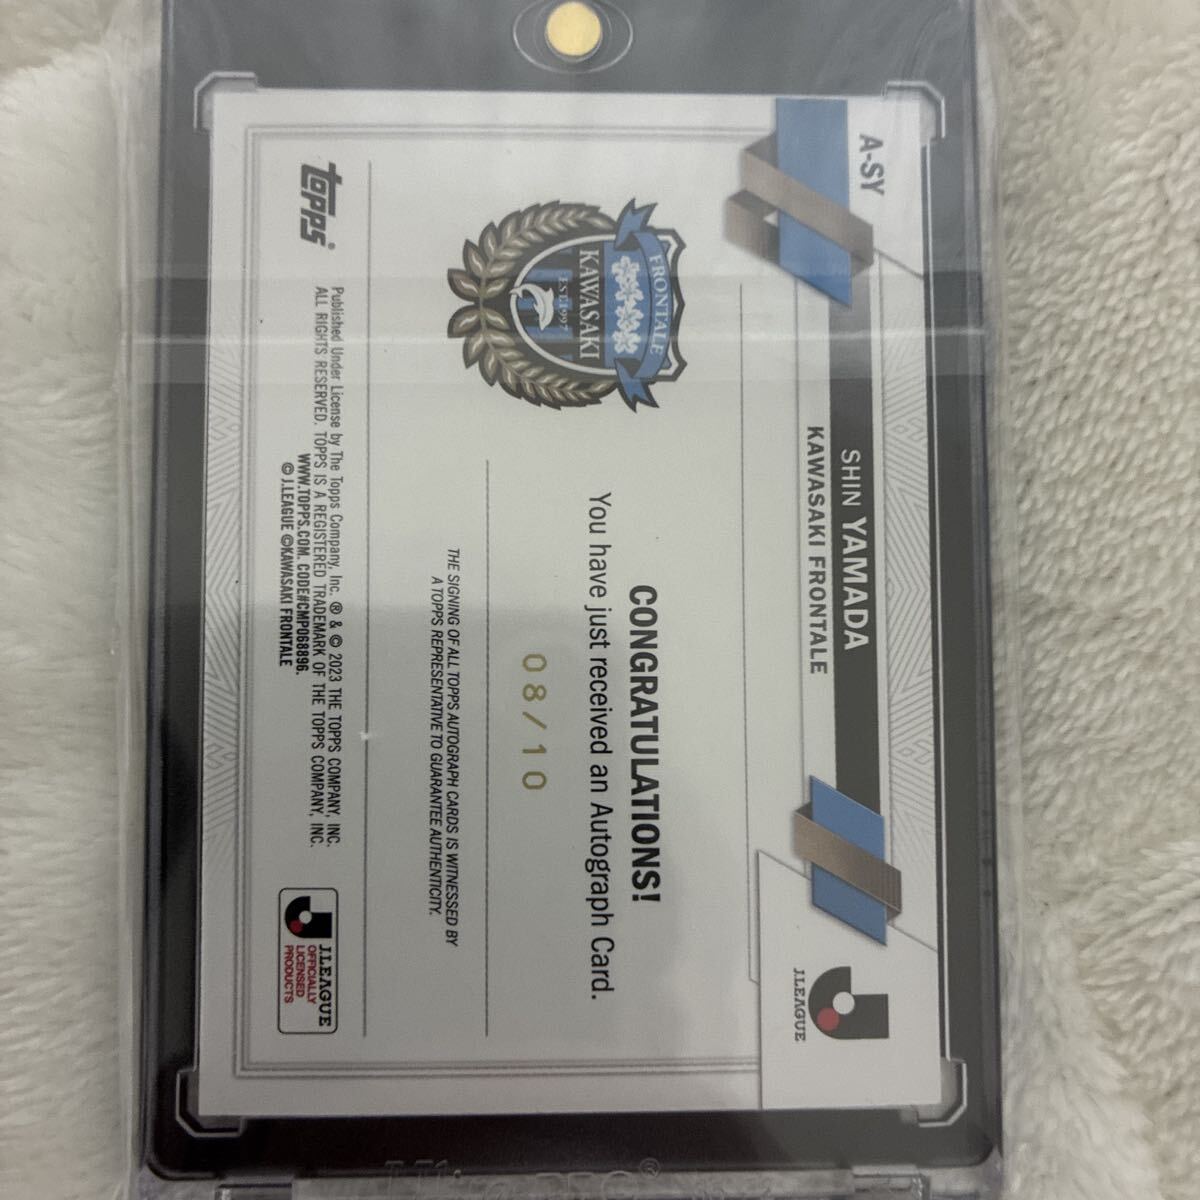 A-SY
SHIN YAMADA
KAWASAKI FRONTALE
J.LEAGUE
FRONTALE
KAWASAKI
EST.1997
CONGRATULATIONS!
You have just received an Autograph Card.
08/10
THE SIGNING OF ALL TOPPS AUTOGRAPH CARDS IS WITNESSED BY
A TOPPS REPRESENTATIVE TO GUARANTEE AUTHENTICITY.
topps®
Published Under License by The Topps Company, Inc. ® & © 2023 THE TOPPS COMPANY, INC.
ALL RIGHTS RESERVED. TOPPS IS A REGISTERED TRADEMARK OF THE TOPPS COMPANY, INC.
WWW.TOPPS.COM. CODE#CMP068896.
© J.LEAGUE ©KAWASAKI FRONTALE
J.LEAGUE
OFFICIALLY
LICENSED
PRODUCTS